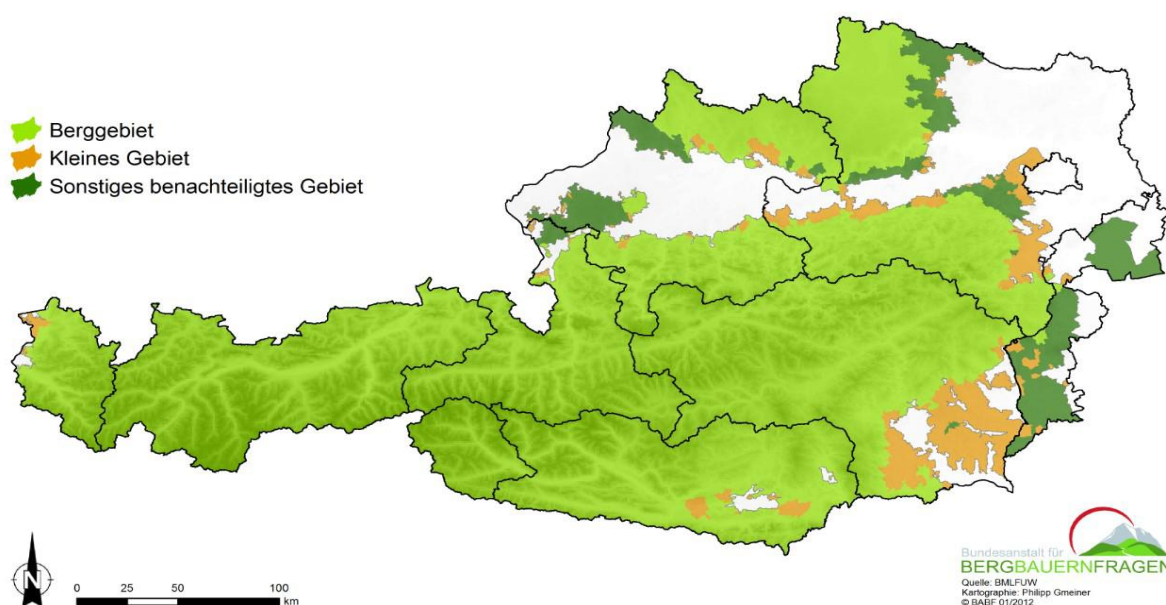 Berggebiet
Kleines Gebiet
Sonstiges benachteiligtes Gebiet
N
0 25 50 100
km
Bundesanstalt für
BERGBAUERNFRAGEN
Quelle: BMLFUW
Kartographie: Philipp Gmeiner
© BABF 01/2012